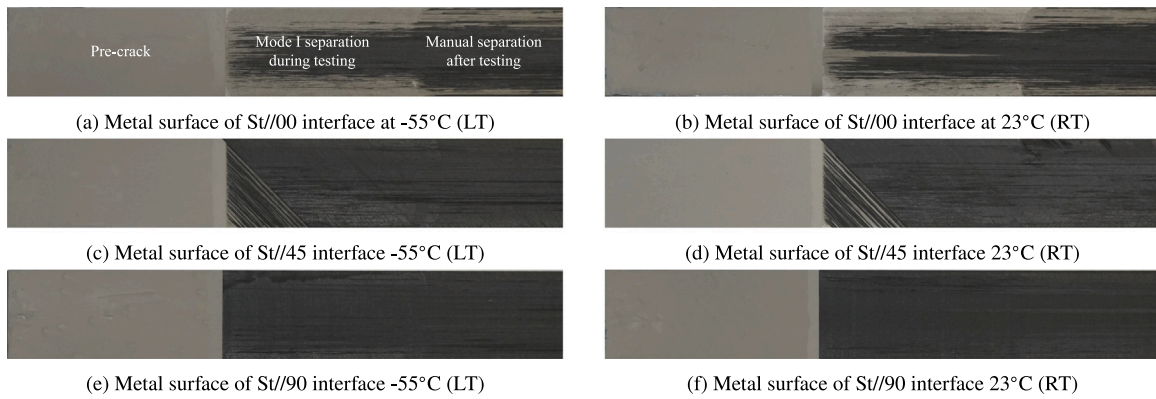 Pre-crack
Mode I separation
during testing
Manual separation
after testing
(a) Metal surface of St//00 interface at -55°C (LT)
(b) Metal surface of St//00 interface at 23°C (RT)
(c) Metal surface of St//45 interface -55°C (LT)
(d) Metal surface of St//45 interface 23°C (RT)
(e) Metal surface of St//90 interface -55°C (LT)
(f) Metal surface of St//90 interface 23°C (RT)